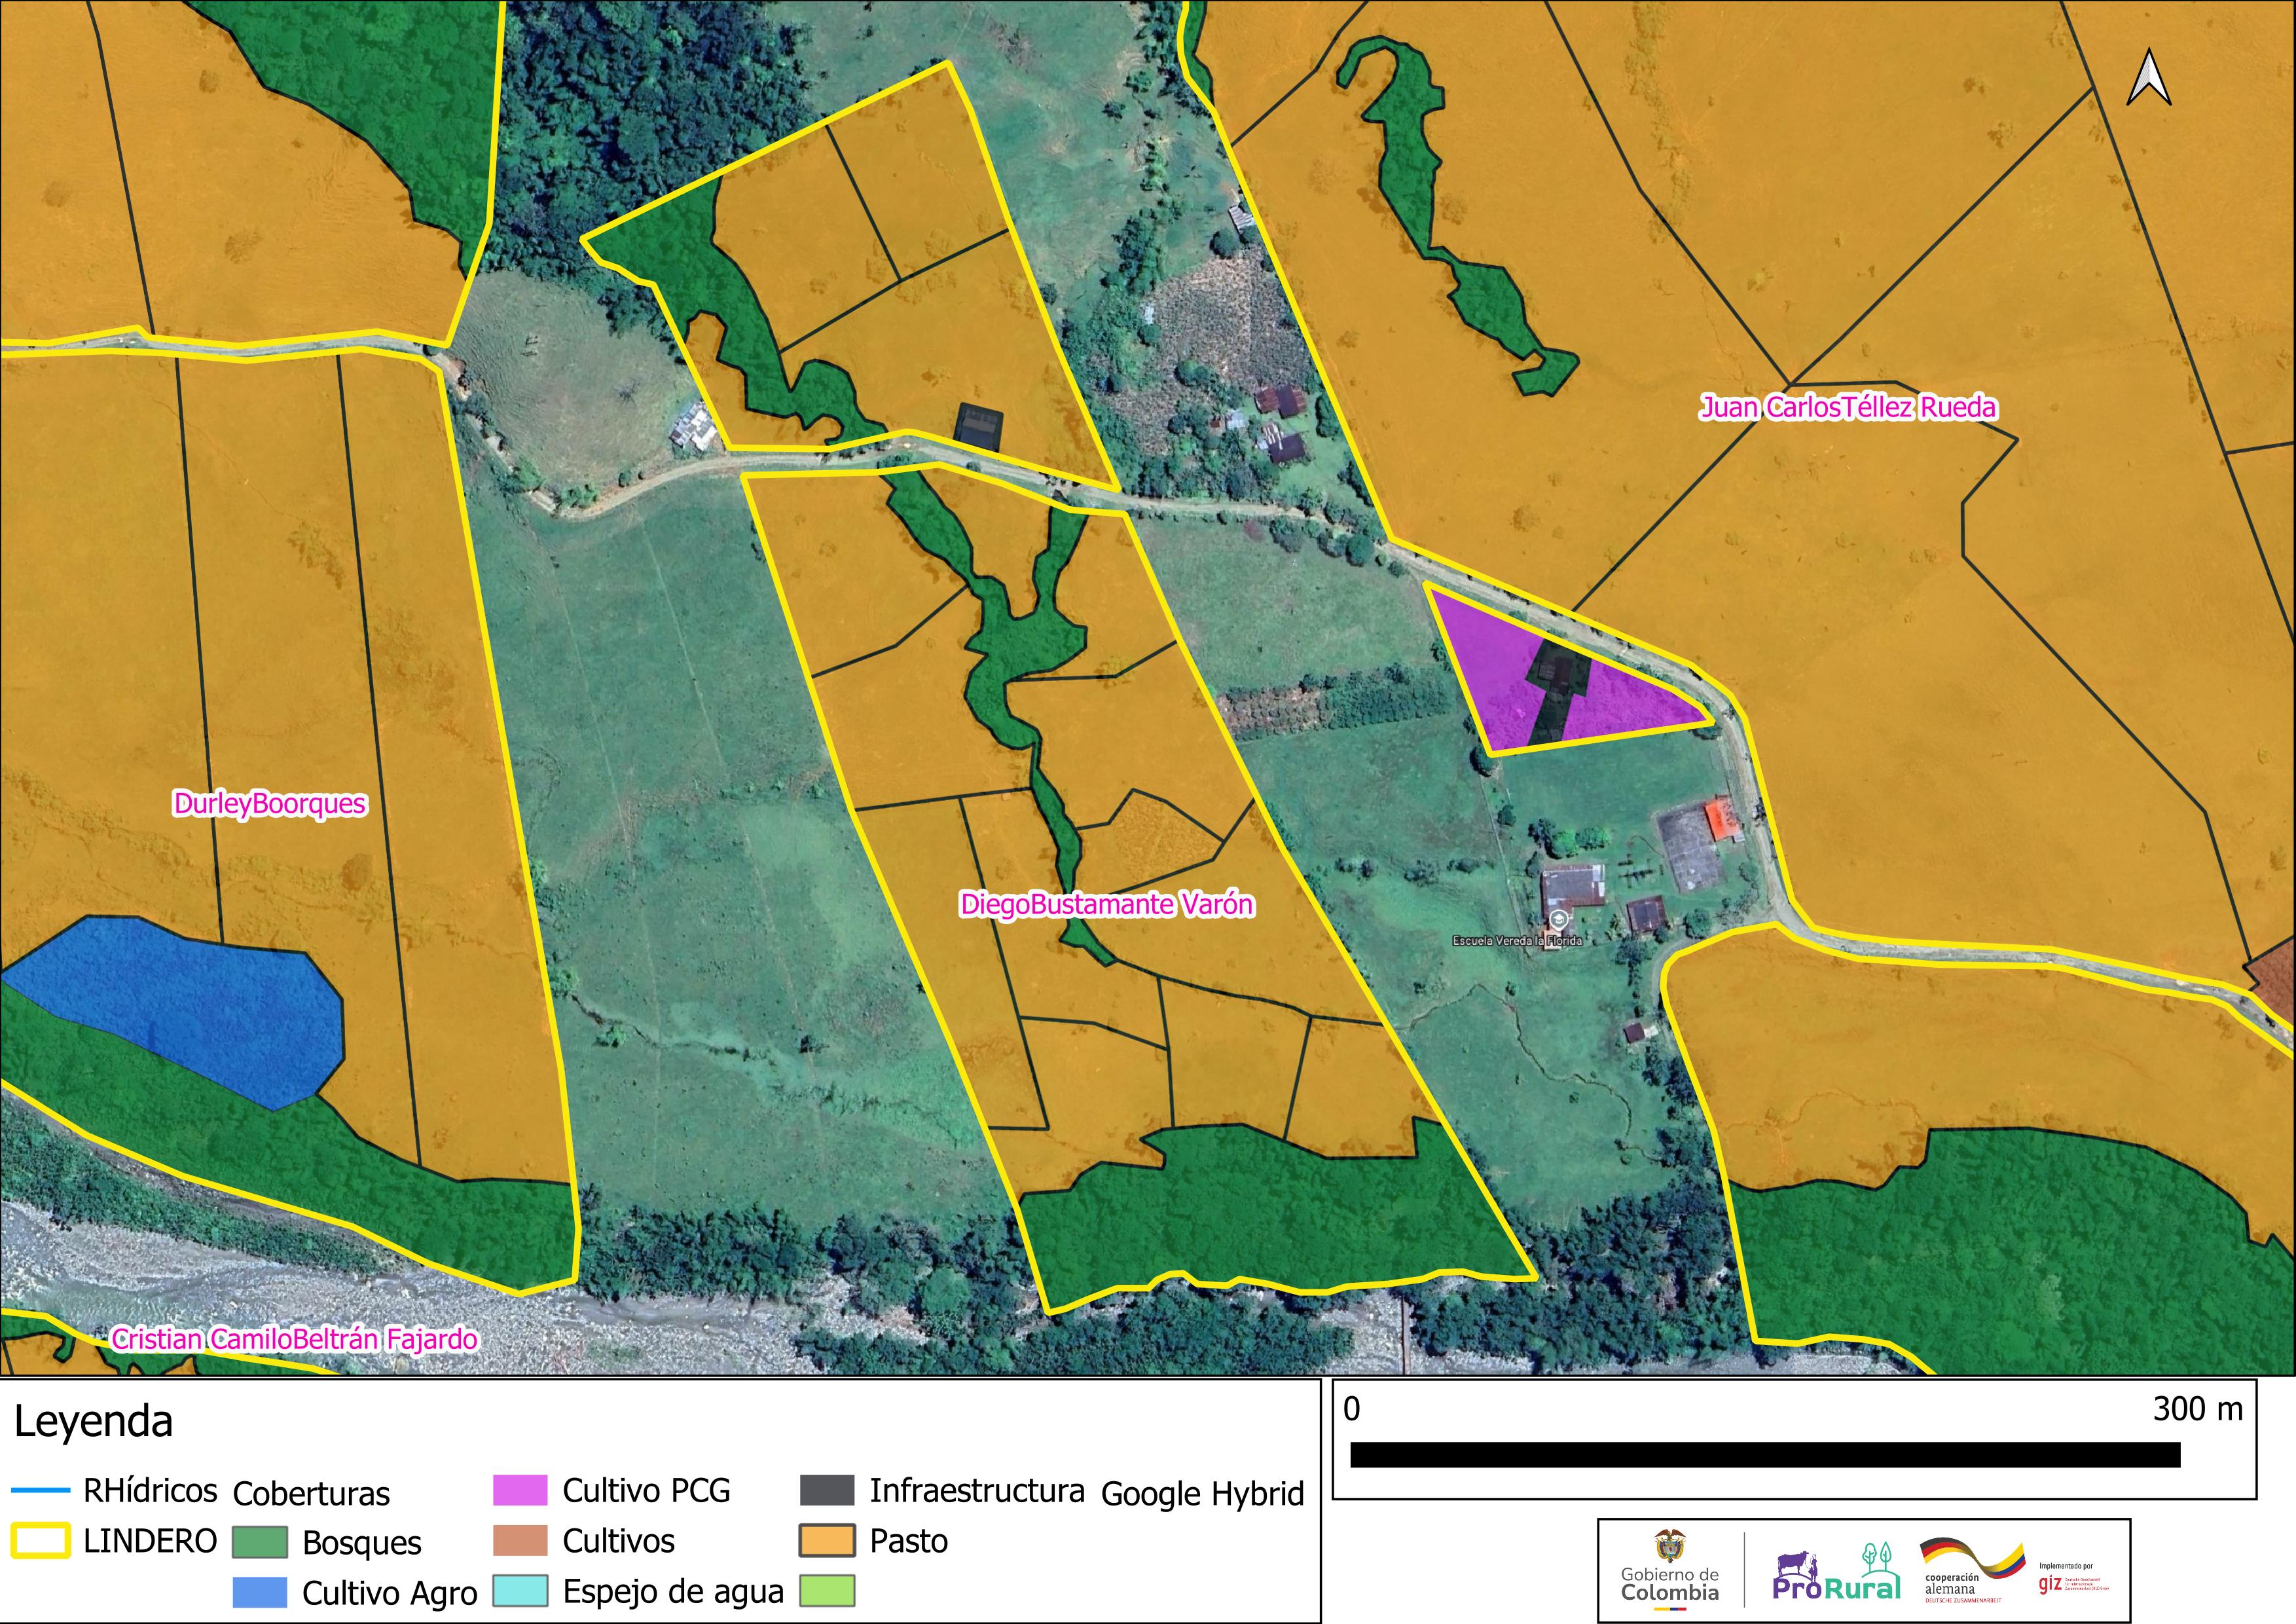 Juan CarlosTéllez Rueda
DurleyBoorques
DiegoBustamante Varón
Escuela Vereda la Florida
Cristian CamiloBeltrán Fajardo
Leyenda
RHídricos
LINDERO
Coberturas
Bosques
Cultivo Agro
Cultivo PCG
Cultivos
Espejo de agua
Infraestructura
Pasto
Google Hybrid
0 300 m
Gobierno de
Colombia
ProRural
cooperación
alemana
DEUTSCHE ZUSAMMENARBEIT
Implementado por
giz